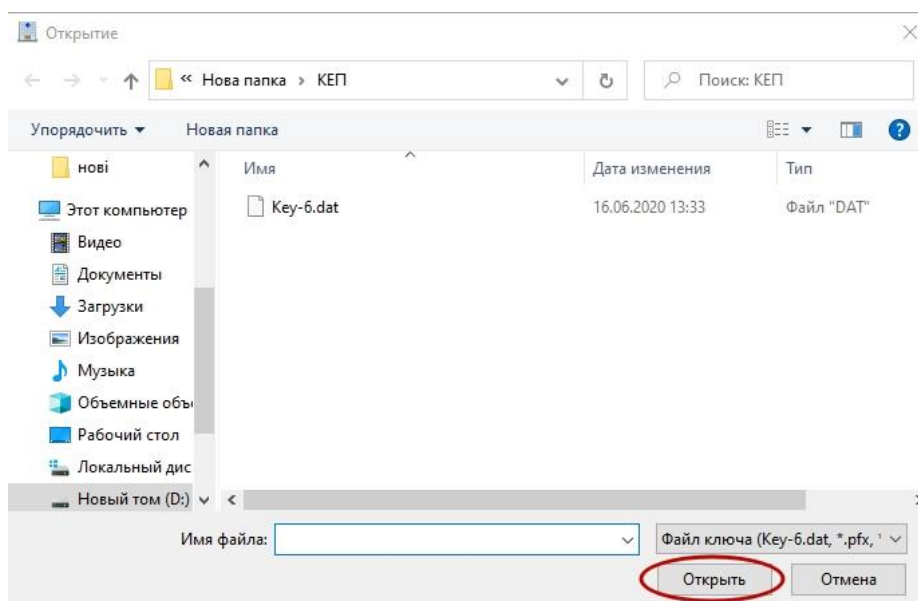 Открытие
« Нова папка › КЕП
Поиск: КЕП
Упорядочить
Новая папка
нові
Этот компьютер
Видео
Документы
Загрузки
Изображения
Музыка
Объемные объ
Рабочий стол
Локальный дис
Новый том (D:)
Имя Дата изменения Тип
Key-6.dat 16.06.2020 13:33 Файл "DAT"
Имя файла:
Файл ключа (Key-6.dat, *.pfx, *
Открыть
Отмена